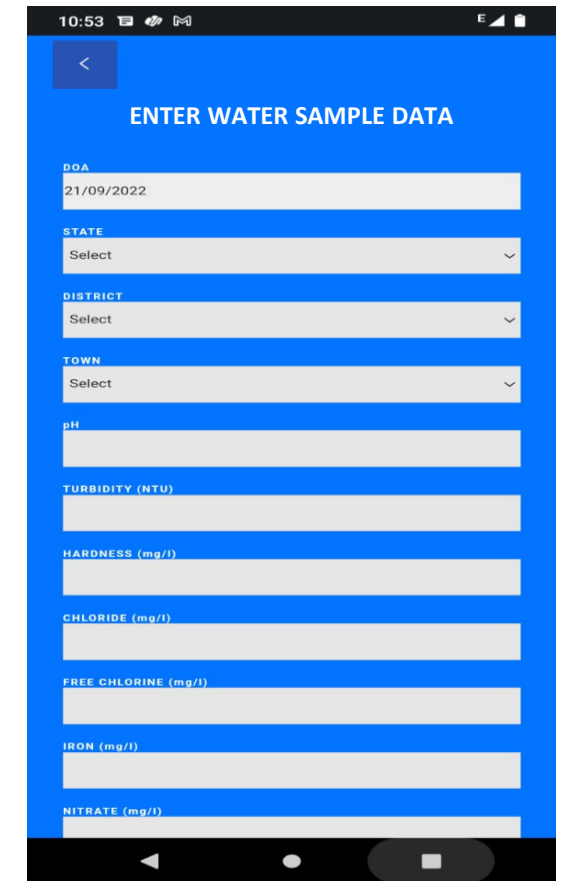 10:53
E
<
ENTER WATER SAMPLE DATA
DOA
21/09/2022
STATE
Select
DISTRICT
Select
TOWN
Select
pH
TURBIDITY (NTU)
HARDNESS (mg/l)
CHLORIDE (mg/l)
FREE CHLORINE (mg/l)
IRON (mg/l)
NITRATE (mg/l)